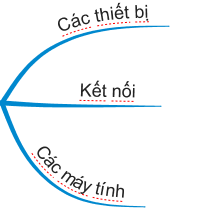 Các thiết bị
Kết nối
Các máy tính